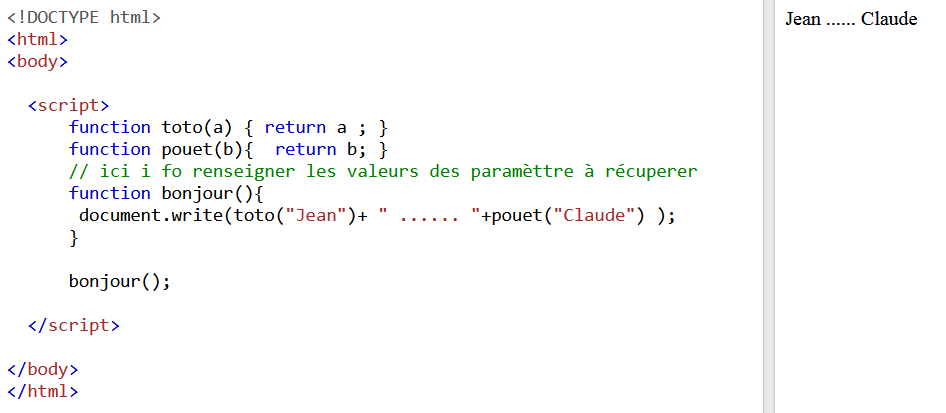 <!DOCTYPE html>
<html>
<body>
<script>
function toto(a) { return a ; }
function pouet(b){  return b; }
// ici i fo renseigner les valeurs des paramèttre à récuperer
function bonjour(){
document.write(toto("Jean")+ " ...... "+pouet("Claude") );
}
bonjour();
</script>
</body>
</html>
Jean ...... Claude